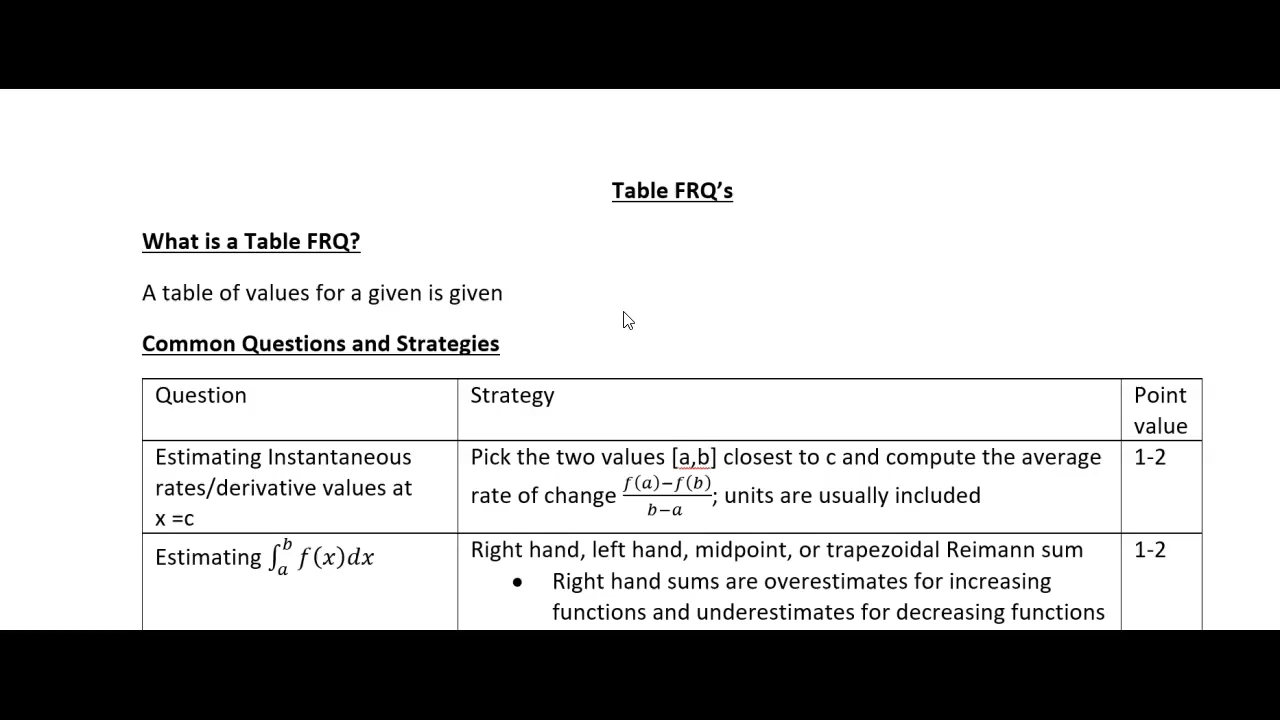 Table FRQ’s
What is a Table FRQ?
A table of values for a given is given
Common Questions and Strategies
Question
Strategy
Point
value
Estimating Instantaneous
rates/derivative values at
x =c
Pick the two values [a,b] closest to c and compute the average
rate of change \frac{f(a)−f(b)}{b−a}; units are usually included
1-2
Estimating \int_a^b f(x)dx
Right hand, left hand, midpoint, or trapezoidal Reimann sum
• Right hand sums are overestimates for increasing
functions and underestimates for decreasing functions
1-2